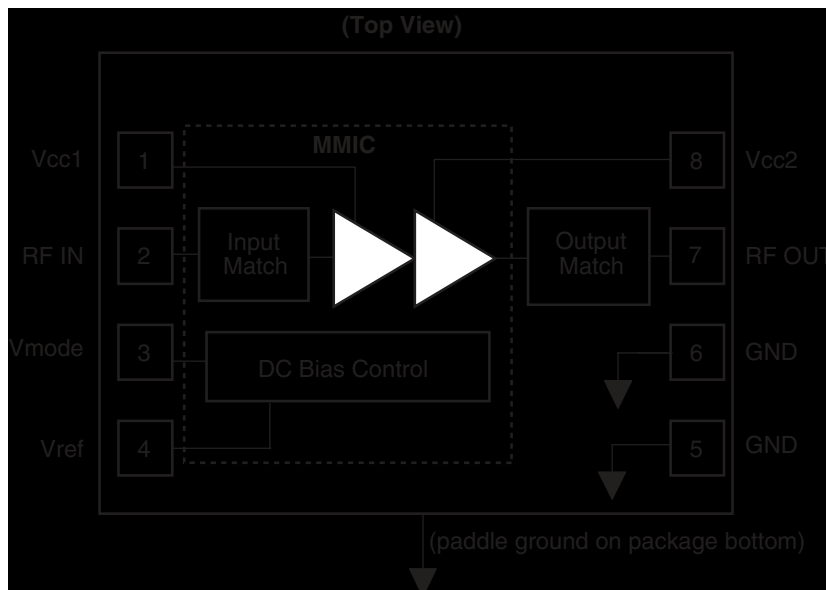 (Top View)
MMIC
Vcc1
1
8
Vcc2
RF IN
2
Input
Match
Output
Match
7
RF OUT
Vmode
3
DC Bias Control
6
GND
Vref
4
5
GND
(paddle ground on package bottom)